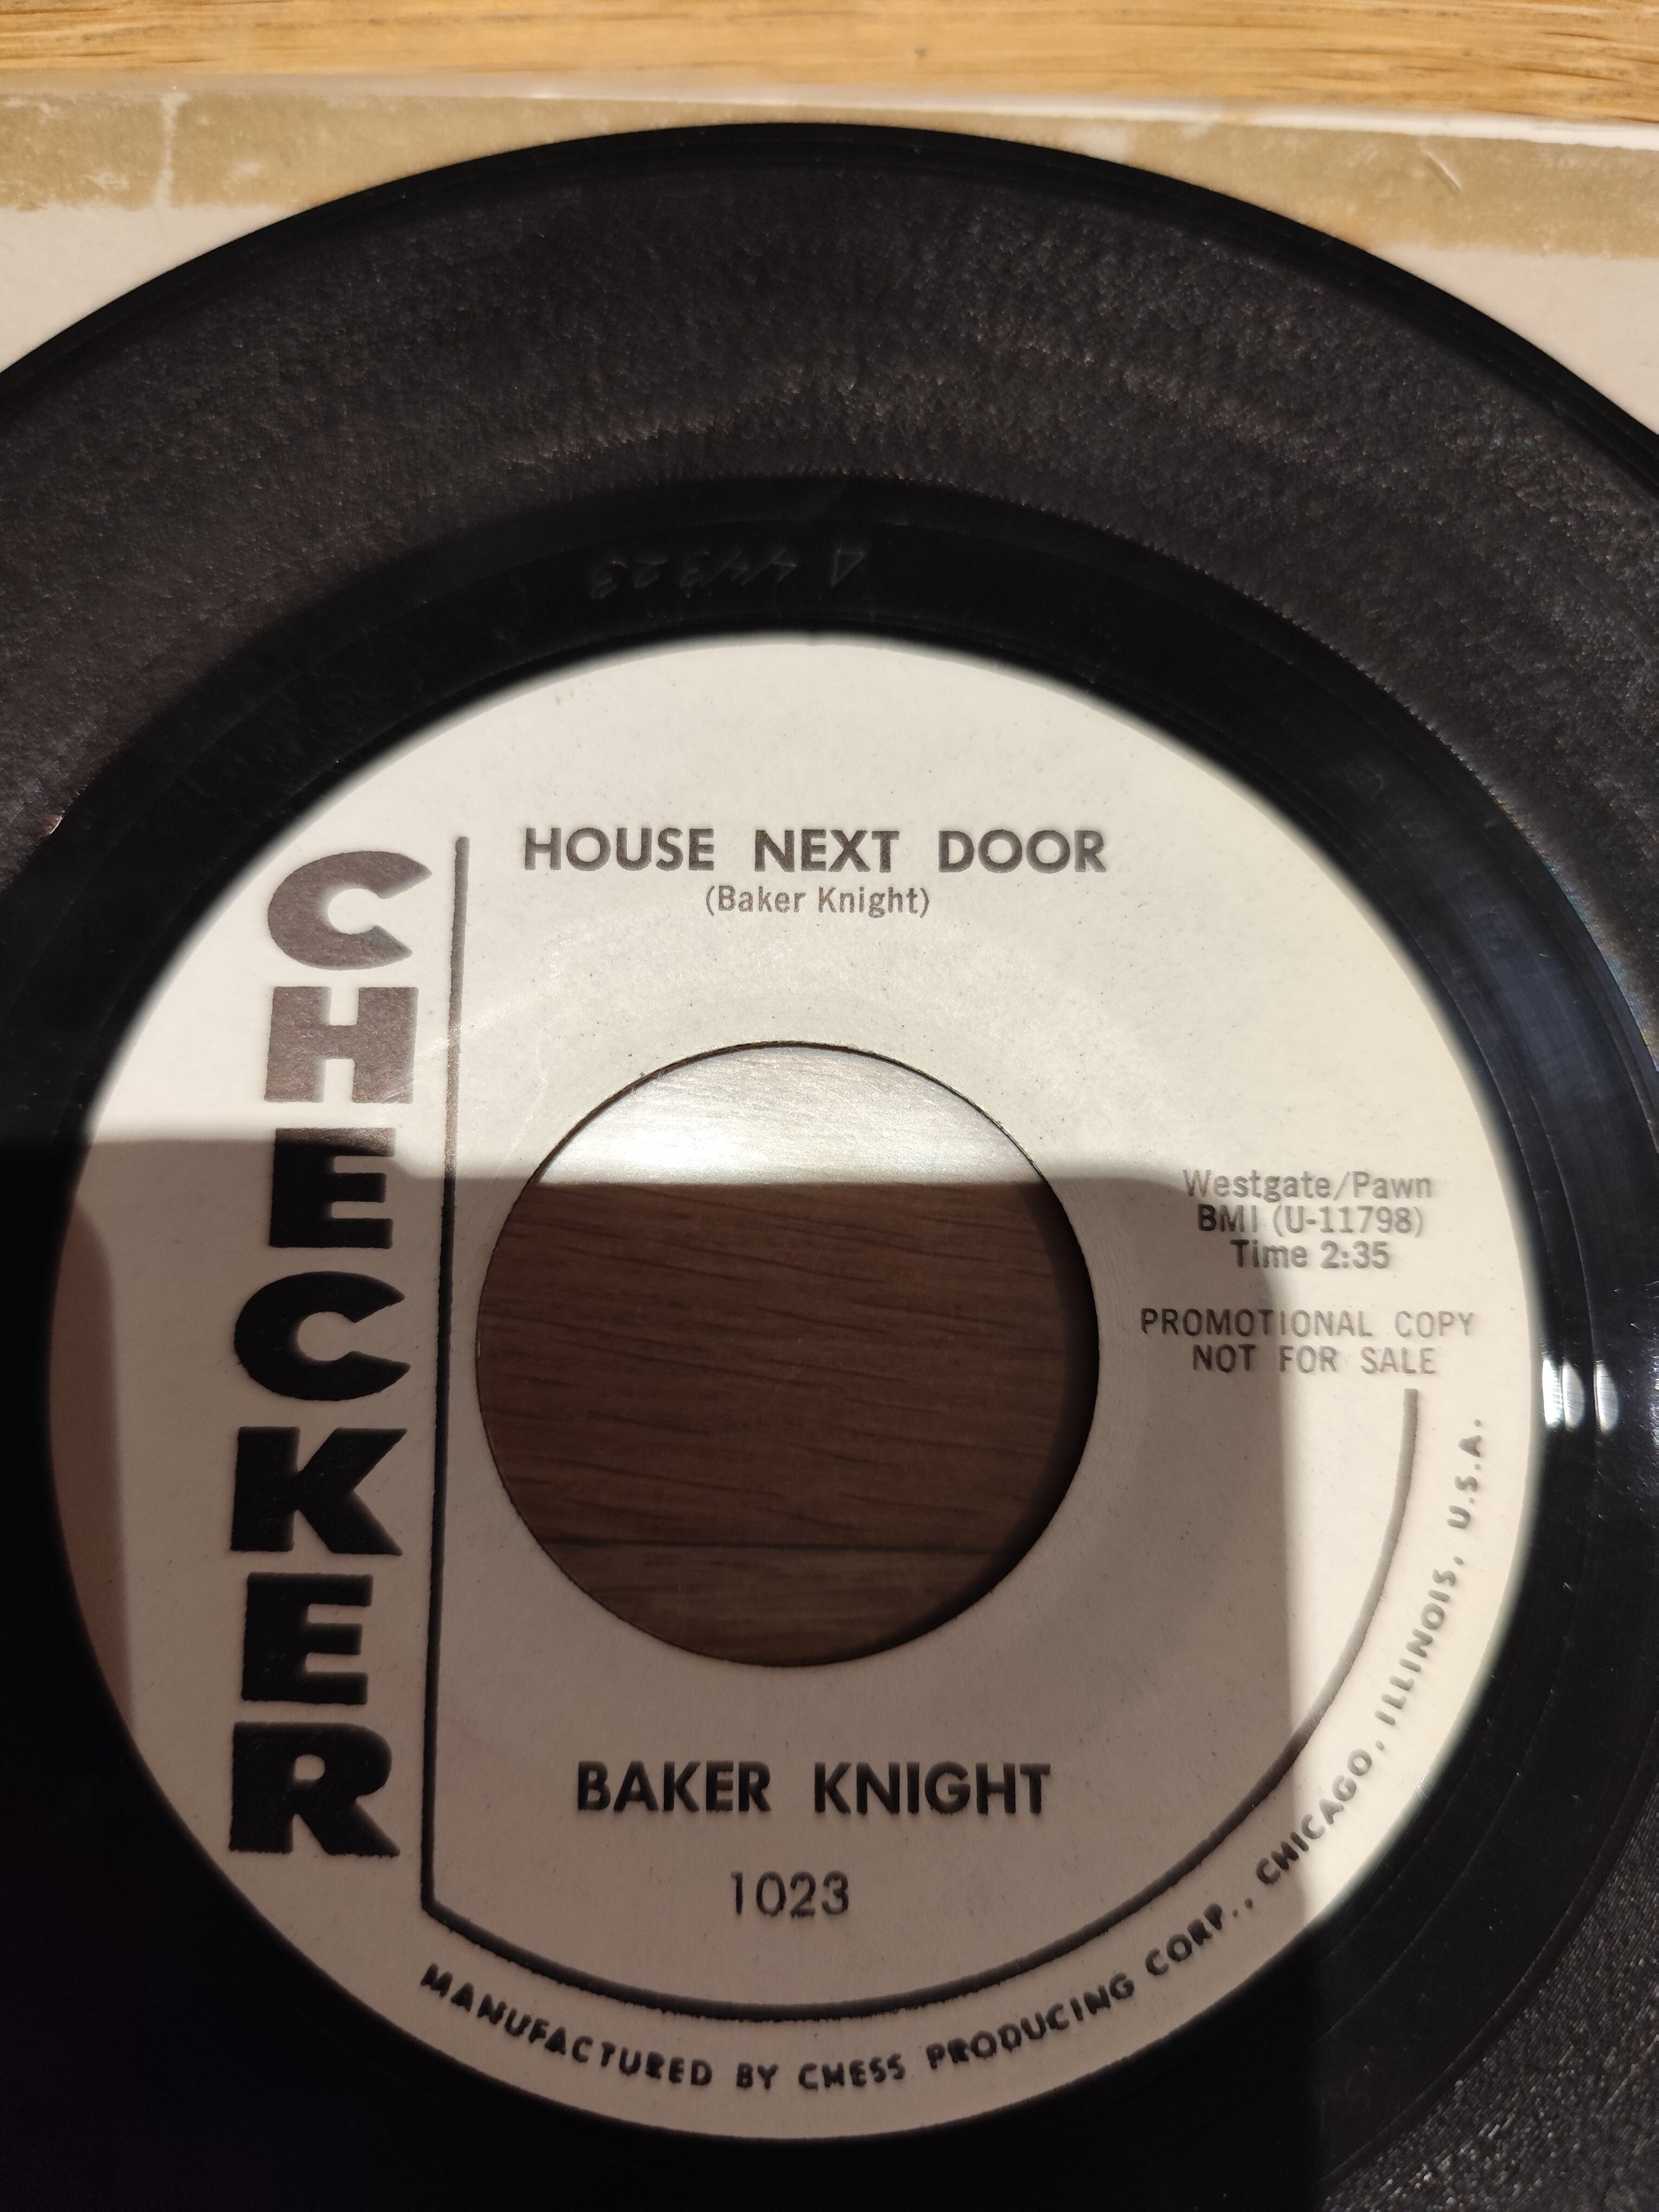 HOUSE NEXT DOOR
(Baker Knight)
CHECKER
Westgate/Pawn
BMI (U-11798)
Time 2:35
PROMOTIONAL COPY
NOT FOR SALE
BAKER KNIGHT
1023
MANUFACTURED BY CHESS PRODUCING CORP., CHICAGO, ILLINOIS, U.S.A.